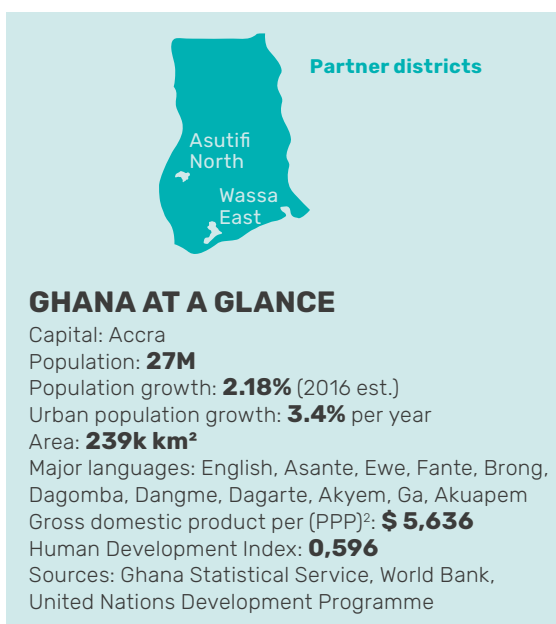 Partner districts
Asutifi
North
Wassa
East
GHANA AT A GLANCE
Capital: Accra
Population: 27M
Population growth: 2.18% (2016 est.)
Urban population growth: 3.4% per year
Area: 239k km²
Major languages: English, Asante, Ewe, Fante, Brong,
Dagomba, Dangme, Dagarte, Akyem, Ga, Akuapem
Gross domestic product per (PPP)²: $ 5,636
Human Development Index: 0,596
Sources: Ghana Statistical Service, World Bank,
United Nations Development Programme